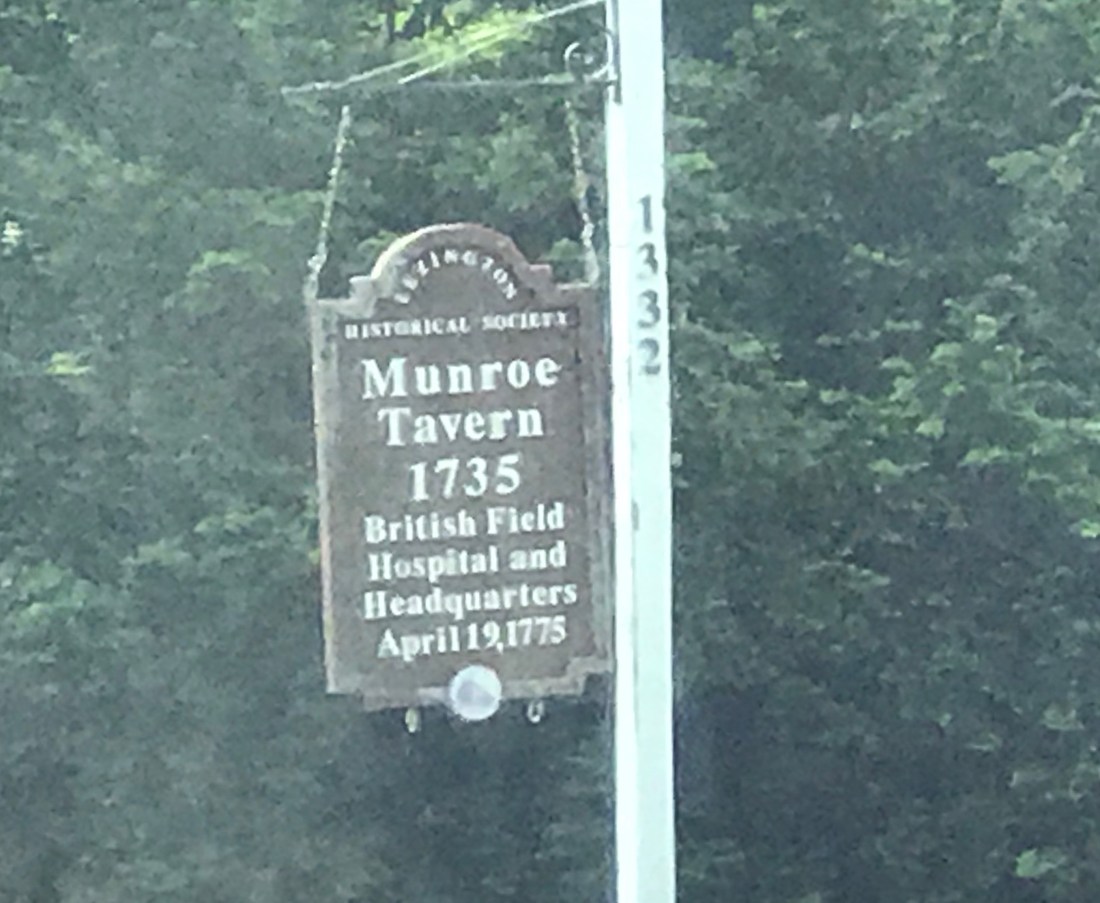 LEXINGTON
HISTORICAL SOCIETY
Munroe
Tavern
1735
British Field
Hospital and
Headquarters
April 19,1775
1332